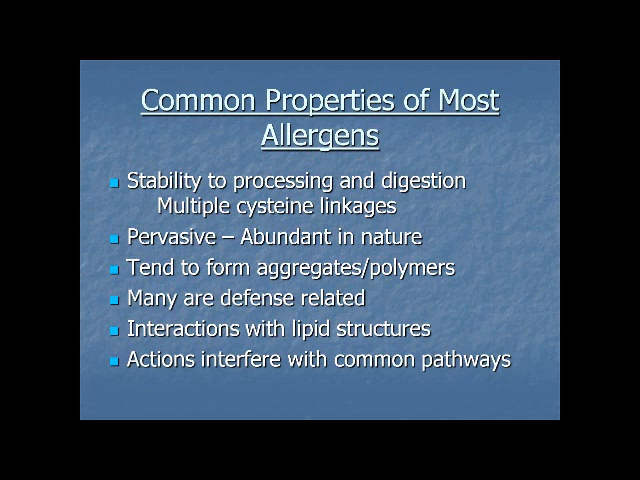 Common Properties of Most
Allergens
Stability to processing and digestion
Multiple cysteine linkages
Pervasive – Abundant in nature
Tend to form aggregates/polymers
Many are defense related
Interactions with lipid structures
Actions interfere with common pathways